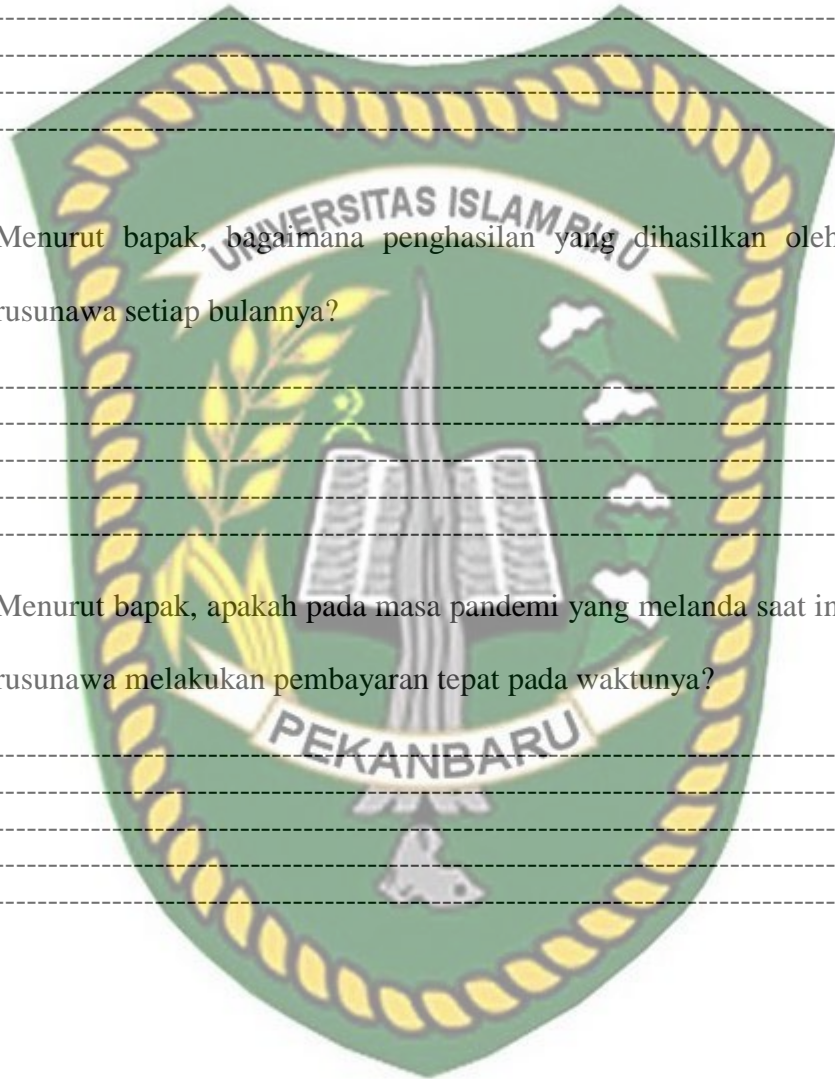 UNIVERSITAS ISLAM RIAU
Menurut bapak, bagaimana penghasilan yang dihasilkan oleh
rusunawa setiap bulannya?
Menurut bapak, apakah pada masa pandemi yang melanda saat
rusunawa melakukan pembayaran tepat pada waktunya?
PEKANBARU